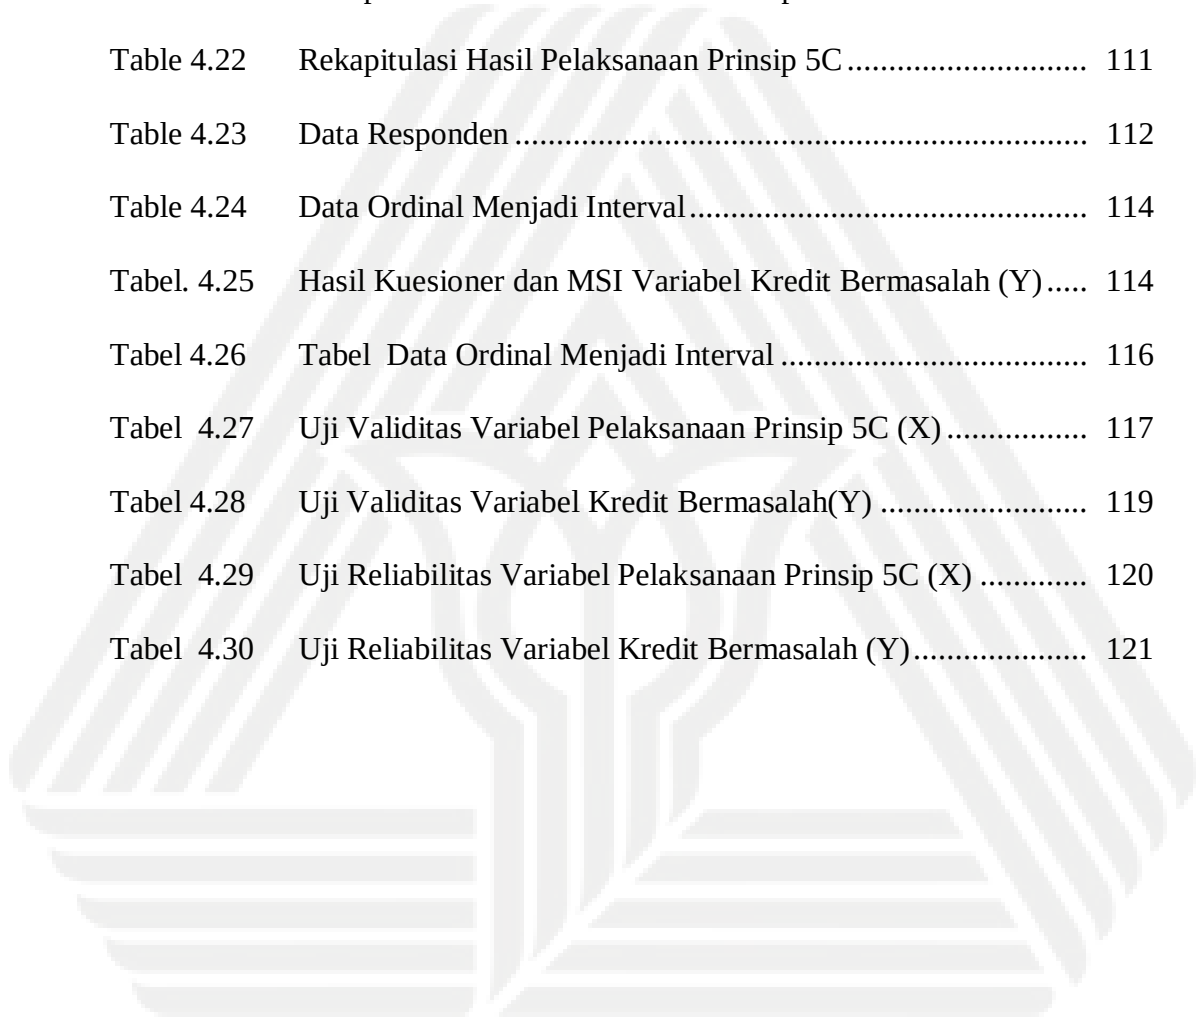 Table 4.22 Rekapitulasi Hasil Pelaksanaan Prinsip 5C ............................. 111
Table 4.23 Data Responden ..................................................................... 112
Table 4.24 Data Ordinal Menjadi Interval ................................................ 114
Tabel. 4.25 Hasil Kuesioner dan MSI Variabel Kredit Bermasalah (Y) ..... 114
Tabel 4.26 Tabel Data Ordinal Menjadi Interval ..................................... 116
Tabel 4.27 Uji Validitas Variabel Pelaksanaan Prinsip 5C (X) ................. 117
Tabel 4.28 Uji Validitas Variabel Kredit Bermasalah(Y) ......................... 119
Tabel 4.29 Uji Reliabilitas Variabel Pelaksanaan Prinsip 5C (X) ............. 120
Tabel 4.30 Uji Reliabilitas Variabel Kredit Bermasalah (Y) ..................... 121